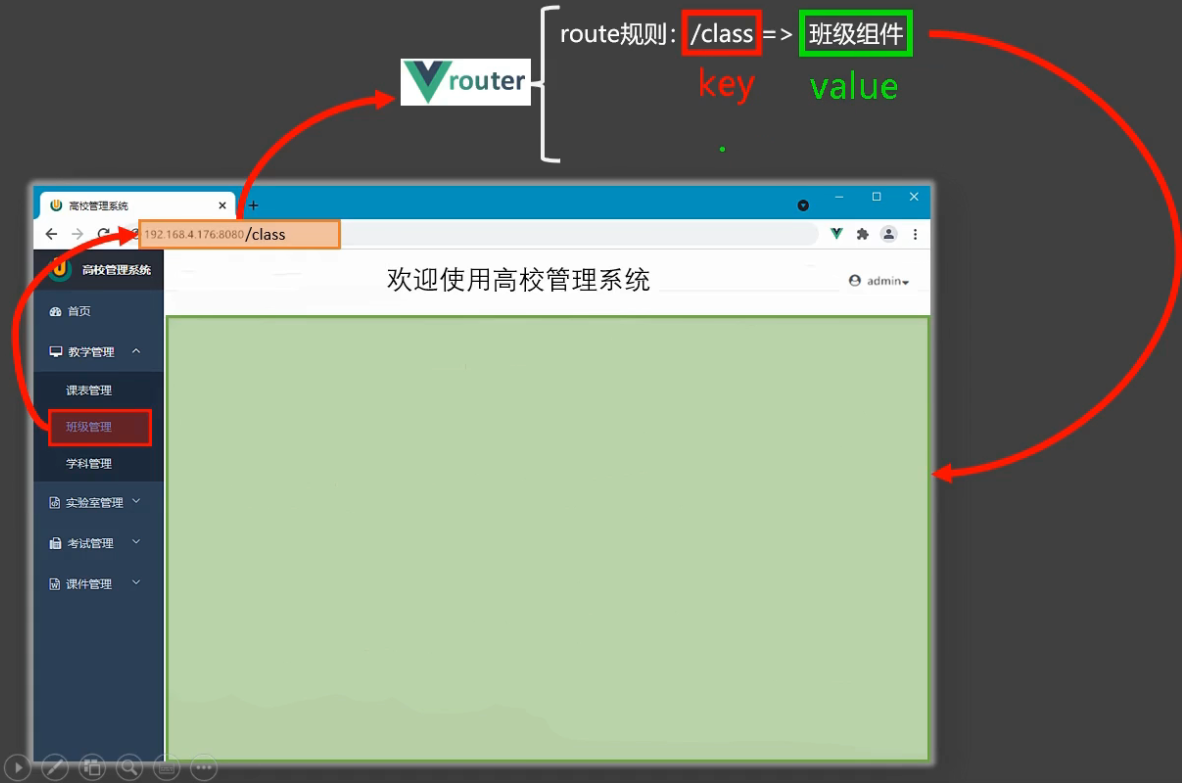 route规则：/class => 班级组件
key
value
router
高校管理系统
192.168.4.176:8080/class
高校管理系统
欢迎使用高校管理系统
admin
首页
教学管理
课表管理
班级管理
学科管理
实验室管理
考试管理
课件管理